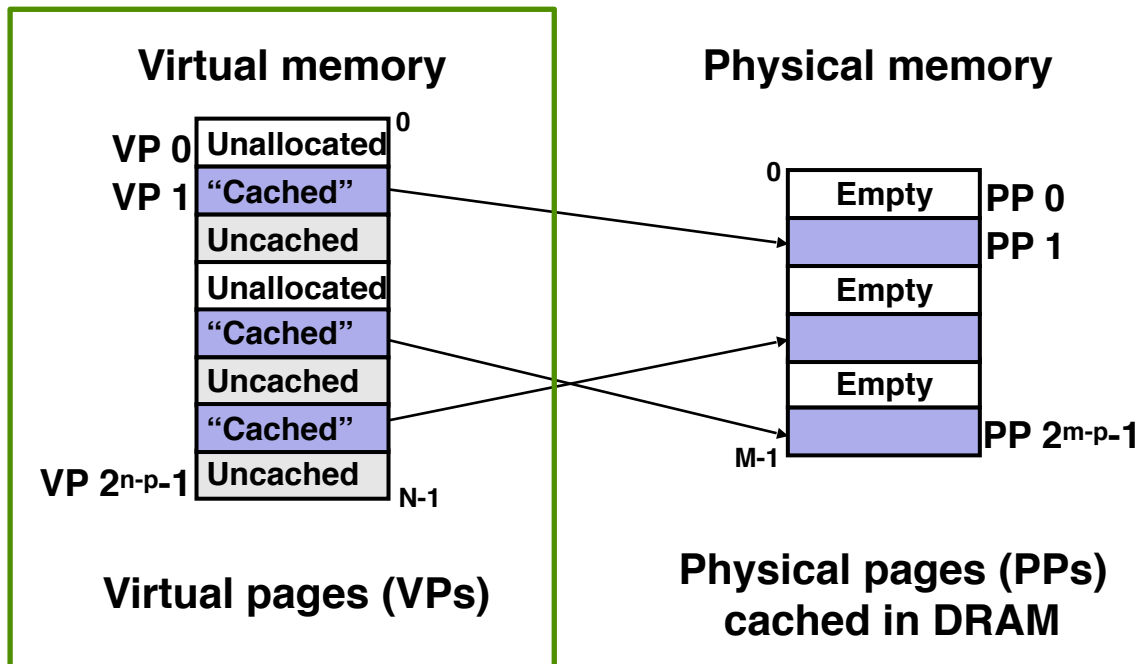 Virtual memory
0
VP 0 Unallocated
VP 1 “Cached”
Uncached
Unallocated
“Cached”
Uncached
“Cached”
VP 2ⁿ⁻ᵖ-1 Uncached
N-1
Virtual pages (VPs)
Physical memory
0
Empty PP 0
PP 1
Empty
Empty
PP 2ᵐ⁻ᵖ-1
M-1
Physical pages (PPs)
cached in DRAM